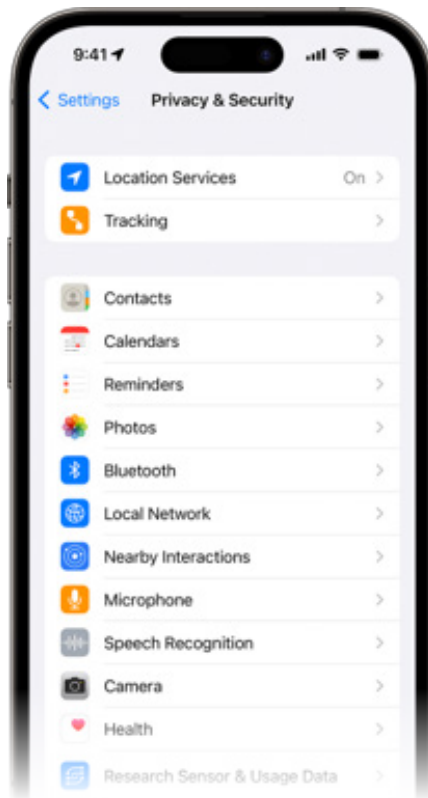 9:41
Settings Privacy & Security
Location Services On
Tracking
Contacts
Calendars
Reminders
Photos
Bluetooth
Local Network
Nearby Interactions
Microphone
Speech Recognition
Camera
Health
Research Sensor & Usage Data